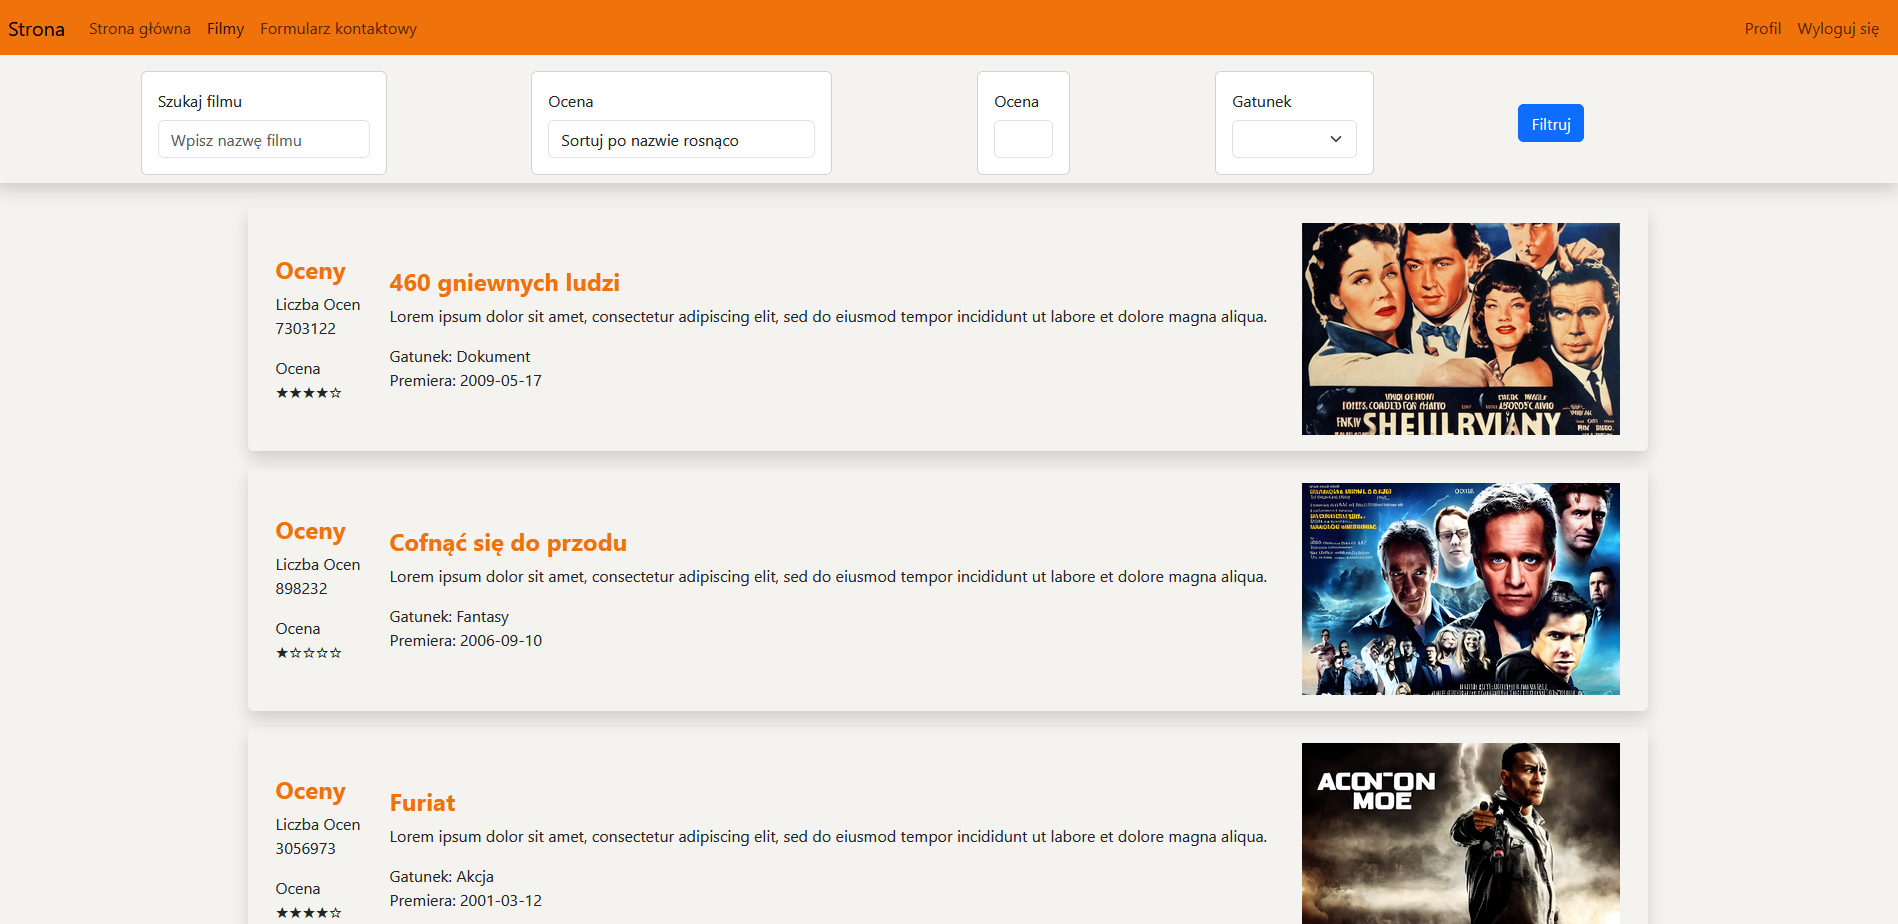 Strona Strona główna Filmy Formularz kontaktowy Profil Wyloguj się
Szukaj filmu
Wpisz nazwę filmu
Ocena
Sortuj po nazwie rosnąco
Ocena
Gatunek
Filtruj
Oceny
Liczba Ocen
7303122
Ocena
★★★★☆
460 gniewnych ludzi
Lorem ipsum dolor sit amet, consectetur adipiscing elit, sed do eiusmod tempor incididunt ut labore et dolore magna aliqua.
Gatunek: Dokument
Premiera: 2009-05-17
Oceny
Liczba Ocen
898232
Ocena
★☆☆☆☆
Cofnąć się do przodu
Lorem ipsum dolor sit amet, consectetur adipiscing elit, sed do eiusmod tempor incididunt ut labore et dolore magna aliqua.
Gatunek: Fantasy
Premiera: 2006-09-10
Oceny
Liczba Ocen
3056973
Ocena
★★★★☆
Furiat
Lorem ipsum dolor sit amet, consectetur adipiscing elit, sed do eiusmod tempor incididunt ut labore et dolore magna aliqua.
Gatunek: Akcja
Premiera: 2001-03-12
ACON-ON
MOE